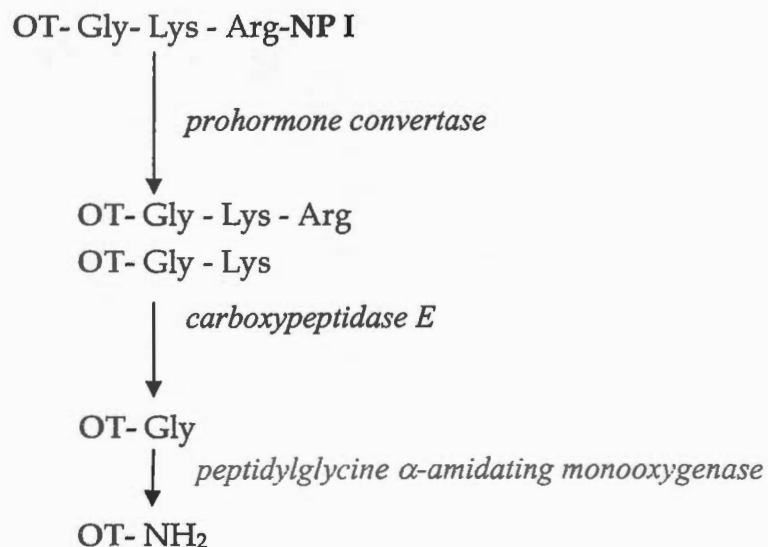 OT- Gly- Lys - Arg-NP I
prohormone convertase
OT- Gly - Lys - Arg
OT- Gly - Lys
carboxypeptidase E
OT- Gly
peptidylglycine α-amidating monooxygenase
OT- NH₂